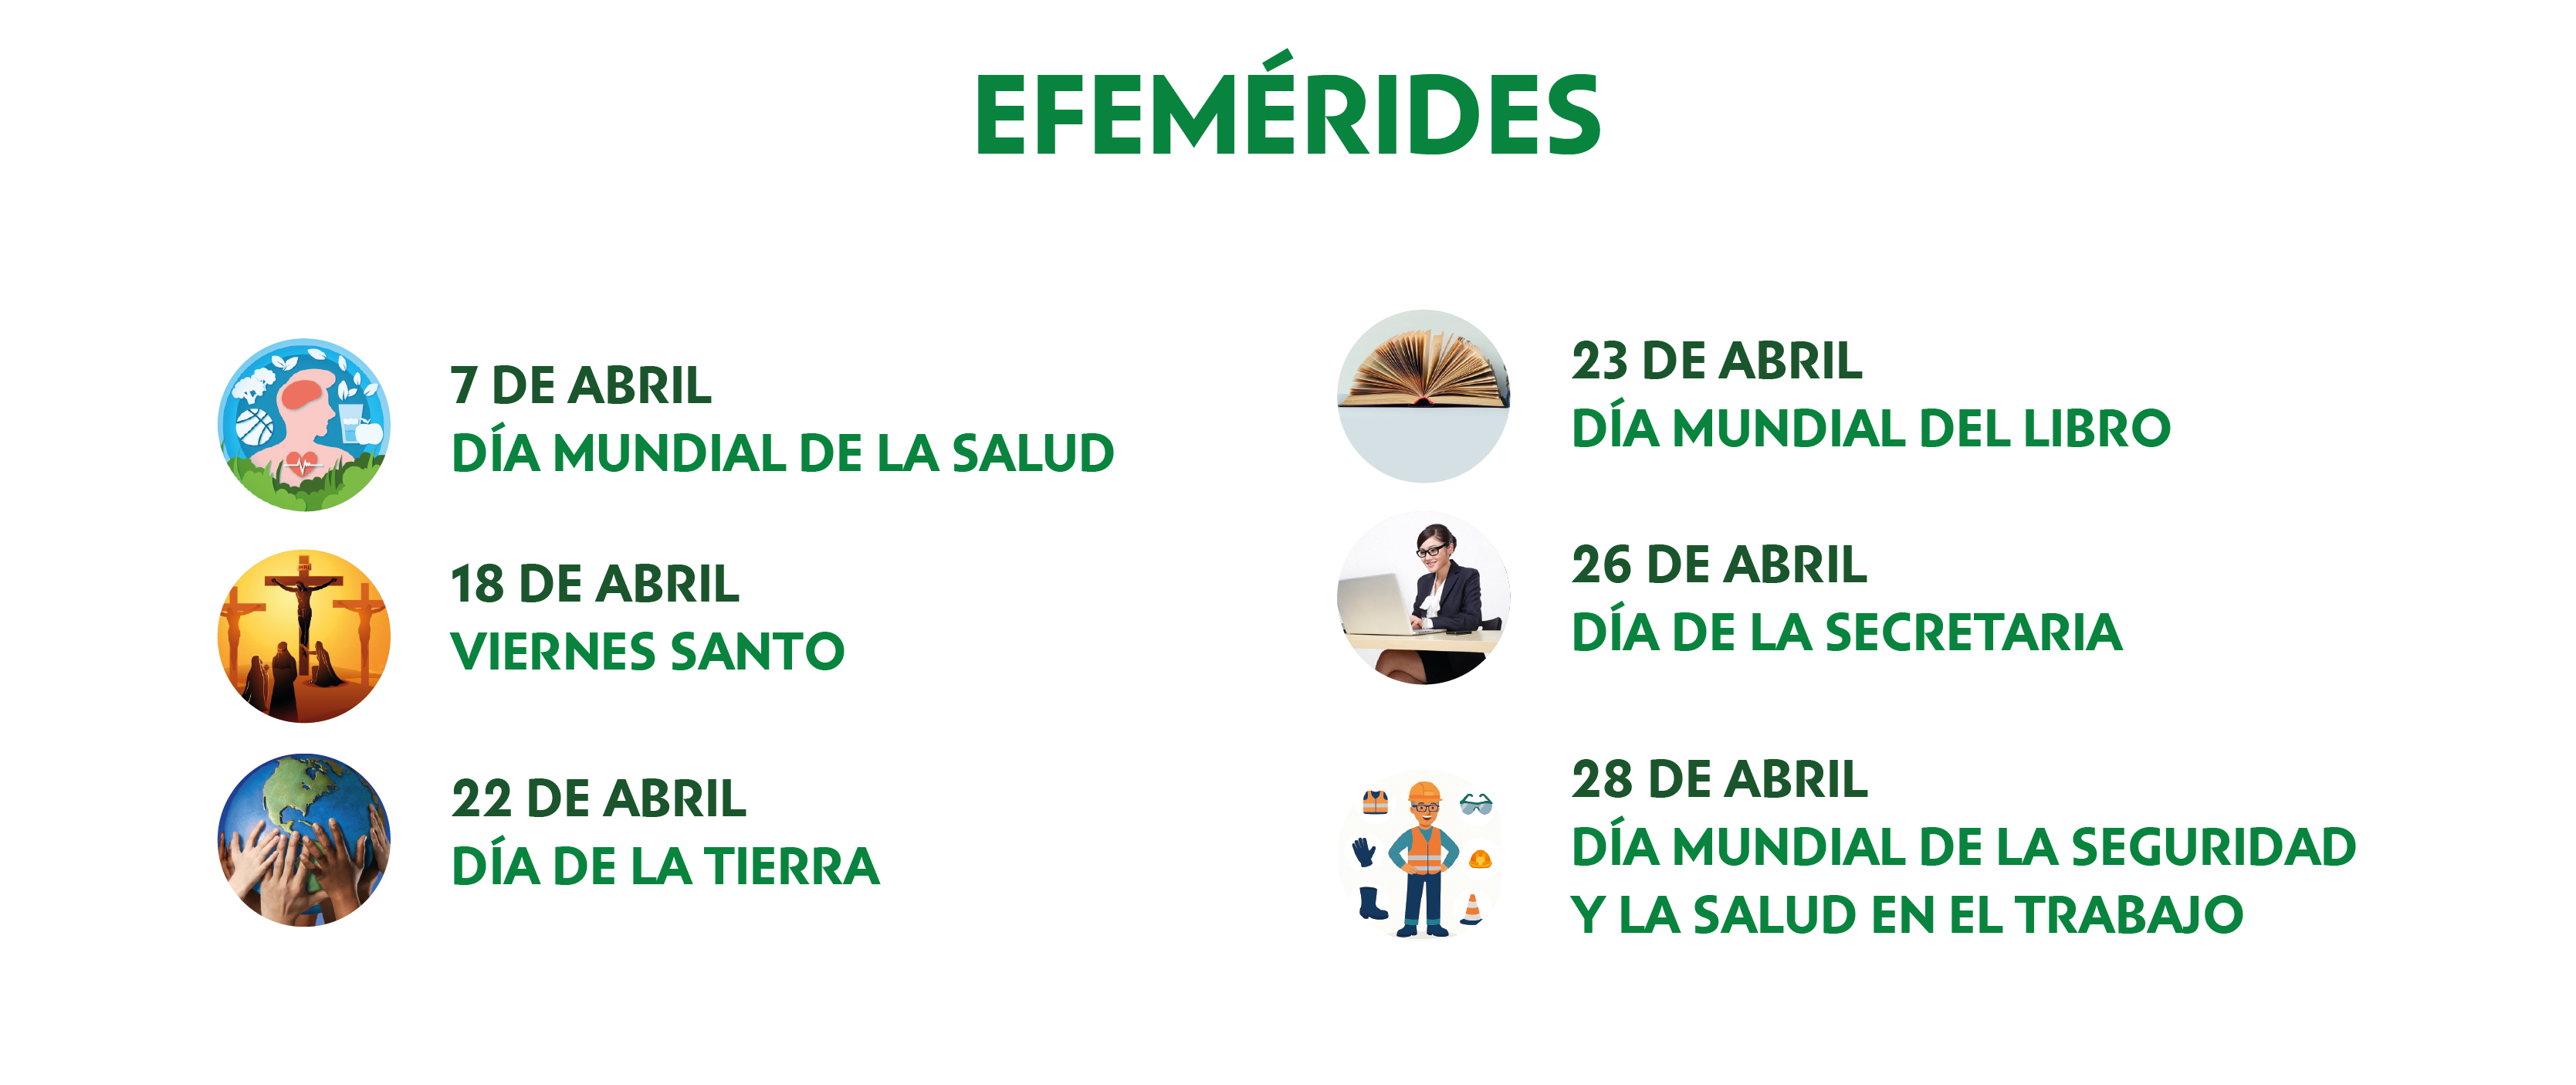 EFEMÉRIDES
7 DE ABRIL
DÍA MUNDIAL DE LA SALUD
18 DE ABRIL
VIERNES SANTO
22 DE ABRIL
DÍA DE LA TIERRA
23 DE ABRIL
DÍA MUNDIAL DEL LIBRO
26 DE ABRIL
DÍA DE LA SECRETARIA
28 DE ABRIL
DÍA MUNDIAL DE LA SEGURIDAD
Y LA SALUD EN EL TRABAJO